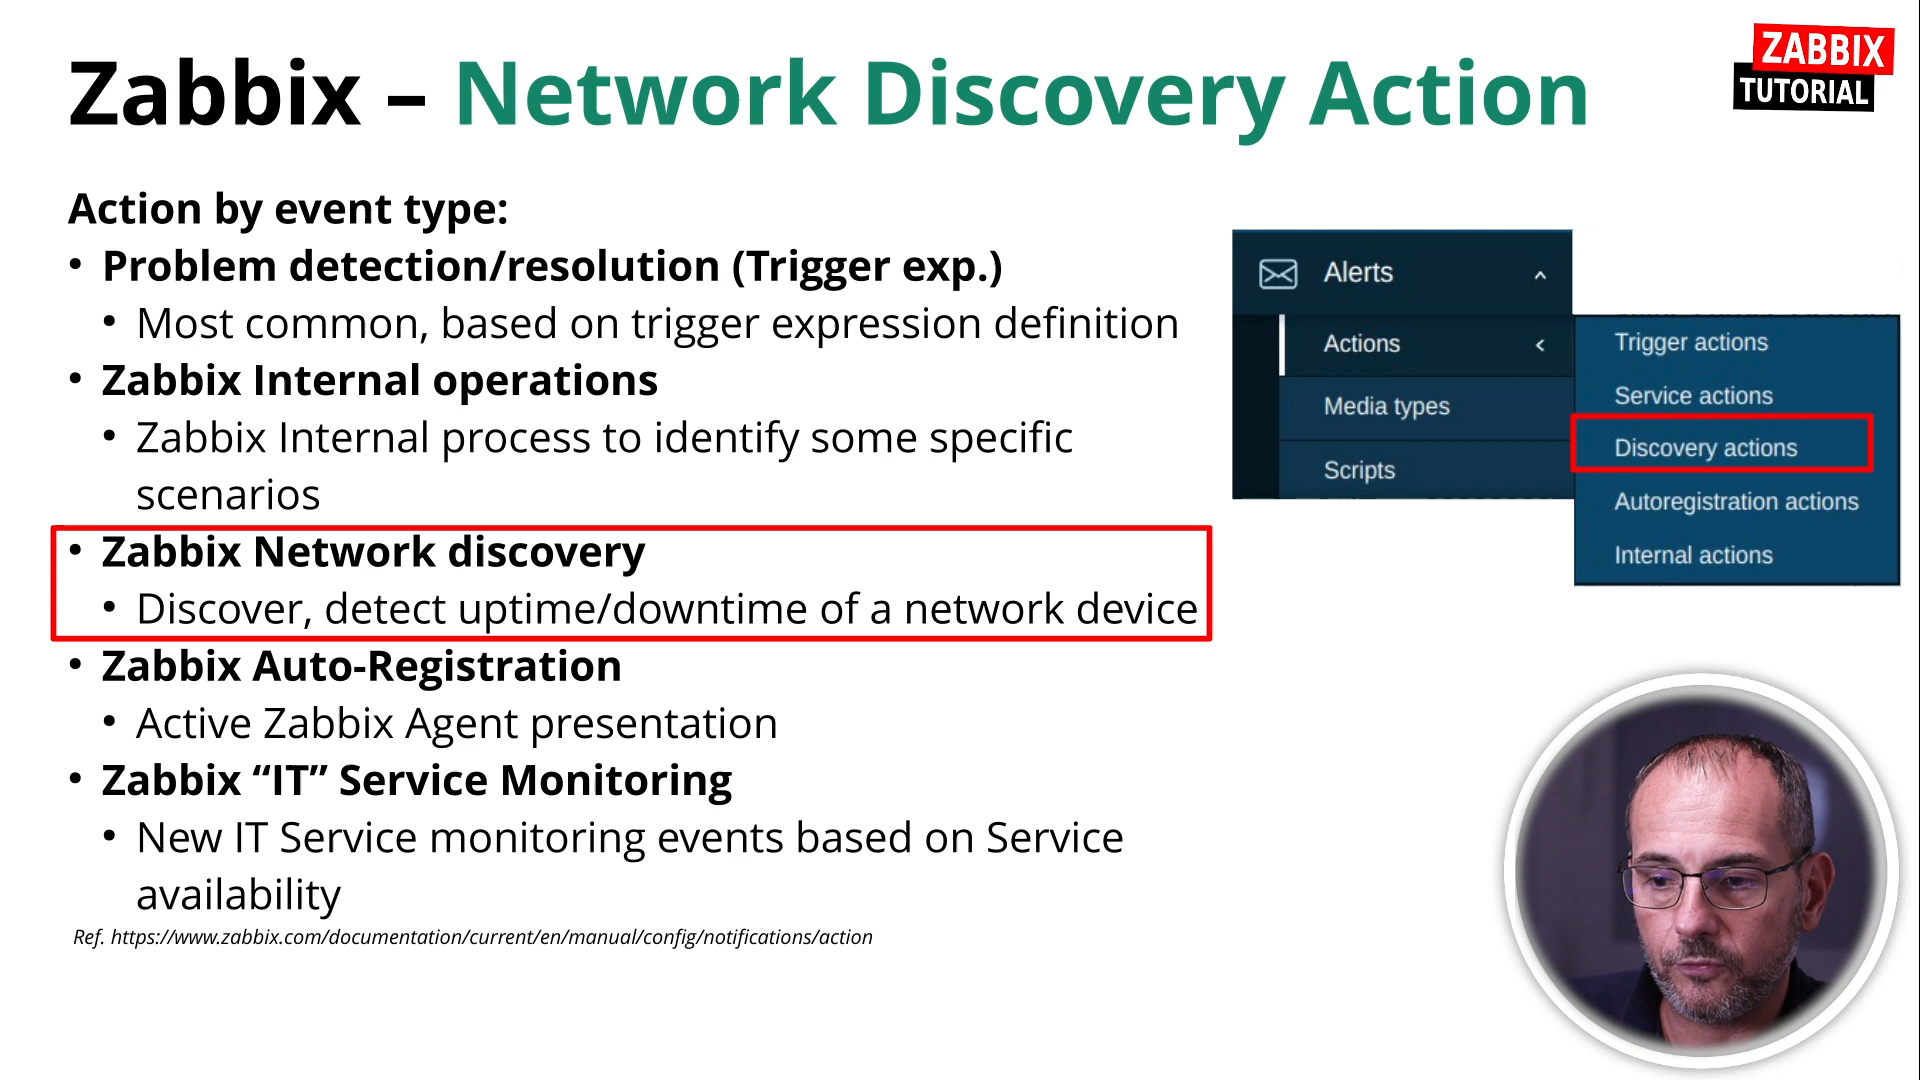 Zabbix – Network Discovery Action
ZABBIX
TUTORIAL
Action by event type:
• Problem detection/resolution (Trigger exp.)
• Most common, based on trigger expression definition
• Zabbix Internal operations
• Zabbix Internal process to identify some specific
scenarios
• Zabbix Network discovery
• Discover, detect uptime/downtime of a network device
• Zabbix Auto-Registration
• Active Zabbix Agent presentation
• Zabbix “IT” Service Monitoring
• New IT Service monitoring events based on Service
availability
Ref. https://www.zabbix.com/documentation/current/en/manual/config/notifications/action
Alerts
Actions
Media types
Scripts
Trigger actions
Service actions
Discovery actions
Autoregistration actions
Internal actions